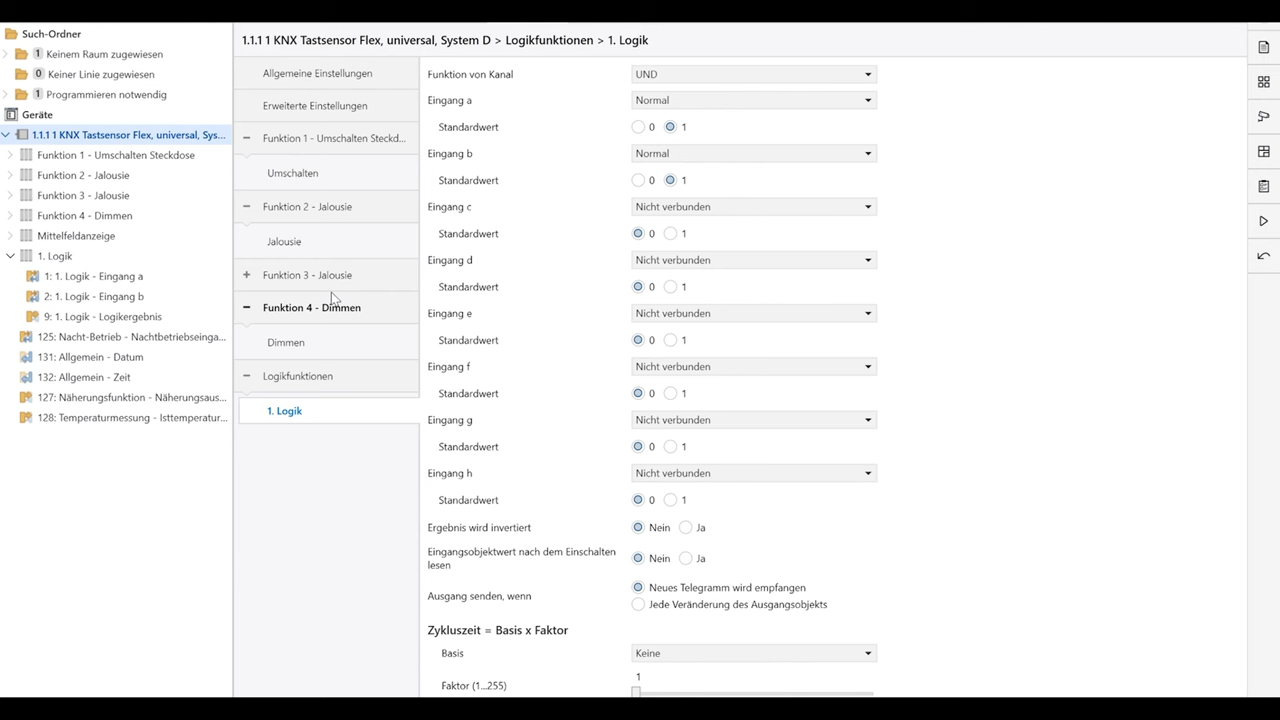 Such-Ordner
1 Keinem Raum zugewiesen
0 Keiner Linie zugewiesen
1 Programmieren notwendig
Geräte
1.1.1 1 KNX Tastsensor Flex, universal, Sys...
Funktion 1 - Umschalten Steckdose
Funktion 2 - Jalousie
Funktion 3 - Jalousie
Funktion 4 - Dimmen
Mittelfeldanzeige
1. Logik
1: 1. Logik - Eingang a
2: 1. Logik - Eingang b
9: 1. Logik - Logikergebnis
125: Nacht-Betrieb - Nachtbetriebseinga...
131: Allgemein - Datum
132: Allgemein - Zeit
127: Näherungsfunktion - Näherungsaus...
128: Temperaturmessung - Isttemperatur...
1.1.1 1 KNX Tastsensor Flex, universal, System D > Logikfunktionen > 1. Logik
Allgemeine Einstellungen
Erweiterte Einstellungen
− Funktion 1 - Umschalten Steckd...
Umschalten
− Funktion 2 - Jalousie
Jalousie
+ Funktion 3 - Jalousie
− Funktion 4 - Dimmen
Dimmen
− Logikfunktionen
1. Logik
Funktion von Kanal UND
Eingang a Normal
Standardwert 0 1
Eingang b Normal
Standardwert 0 1
Eingang c Nicht verbunden
Standardwert 0 1
Eingang d Nicht verbunden
Standardwert 0 1
Eingang e Nicht verbunden
Standardwert 0 1
Eingang f Nicht verbunden
Standardwert 0 1
Eingang g Nicht verbunden
Standardwert 0 1
Eingang h Nicht verbunden
Standardwert 0 1
Ergebnis wird invertiert Nein Ja
Eingangsobjektwert nach dem Einschalten
lesen Nein Ja
Ausgang senden, wenn
Neues Telegramm wird empfangen
Jede Veränderung des Ausgangsobjekts
Zykluszeit = Basis x Faktor
Basis Keine
Faktor (1...255) 1